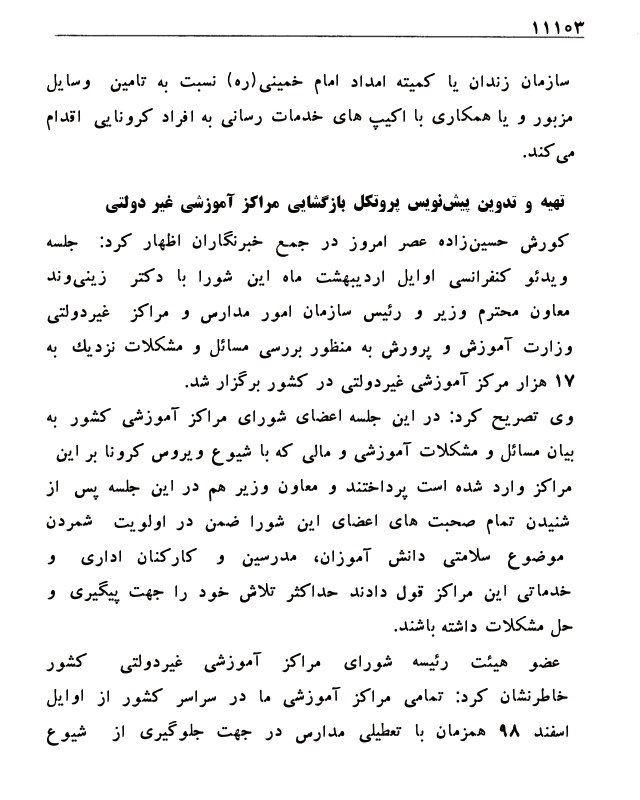 ۱۱۱۰۳
سازمان زندان یا کمیته امداد امام خمینی(ره) نسبت به تامین وسایل
مزبور و یا همکاری با اکیپ های خدمات رسانی به افراد کرونایی اقدام
می‌کند.
تهیه و تدوین پیش‌نویس پروتکل بازگشایی مراکز آموزشی غیر دولتی
کورش حسین‌زاده عصر امروز در جمع خبرنگاران اظهار کرد: جلسه
ویدئو کنفرانسی اوایل اردیبهشت ماه این شورا با دکتر زینی‌وند
معاون محترم وزیر و رئیس سازمان امور مدارس و مراکز غیردولتی
وزارت آموزش و پرورش به منظور بررسی مسائل و مشکلات نزدیك به
۱۷ هزار مرکز آموزشی غیردولتی در کشور برگزار شد.
وی تصریح کرد: در این جلسه اعضای شورای مراکز آموزشی کشور به
بیان مسائل و مشکلات آموزشی و مالی که با شیوع ویروس کرونا بر این
مراکز وارد شده است پرداختند و معاون وزیر هم در این جلسه پس از
شنیدن تمام صحبت های اعضای این شورا ضمن در اولویت شمردن
موضوع سلامتی دانش آموزان، مدرسین و کارکنان اداری و
خدماتی این مراکز قول دادند حداکثر تلاش خود را جهت پیگیری و
حل مشکلات داشته باشند.
عضو هیئت رئیسه شورای مراکز آموزشی غیردولتی کشور
خاطرنشان کرد: تمامی مراکز آموزشی ما در سراسر کشور از اوایل
اسفند ۹۸ همزمان با تعطیلی مدارس در جهت جلوگیری از شیوع